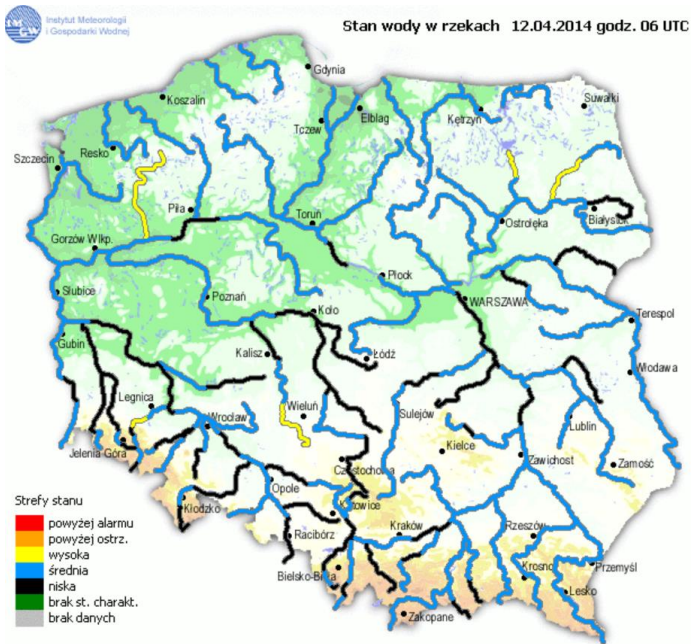 Instytut Meteorologii
i Gospodarki Wodnej
Stan wody w rzekach 12.04.2014 godz. 06 UTC
Gdynia
Koszalin
Suwałki
Elbląg
Kętrzyn
Tczew
Resko
Szczecin
Piła
Toruń
Ostrołęka
Białystok
Gorzów Wlkp.
Płock
Słubice
Poznań
WARSZAWA
Koło
Terespol
Gubin
Kalisz
Łódź
Włodawa
Legnica
Wieluń
Sulejów
Wrocław
Lublin
Kielce
Jelenia Góra
Zawichost
Zamość
Częstochowa
Opole
Kłodzko
Katowice
Kraków
Rzeszów
Racibórz
Krosno
Przemyśl
Bielsko-Biała
Lesko
Zakopane
Strefy stanu
powyżej alarmu
powyżej ostrz.
wysoka
średnia
niska
brak st. charakt.
brak danych